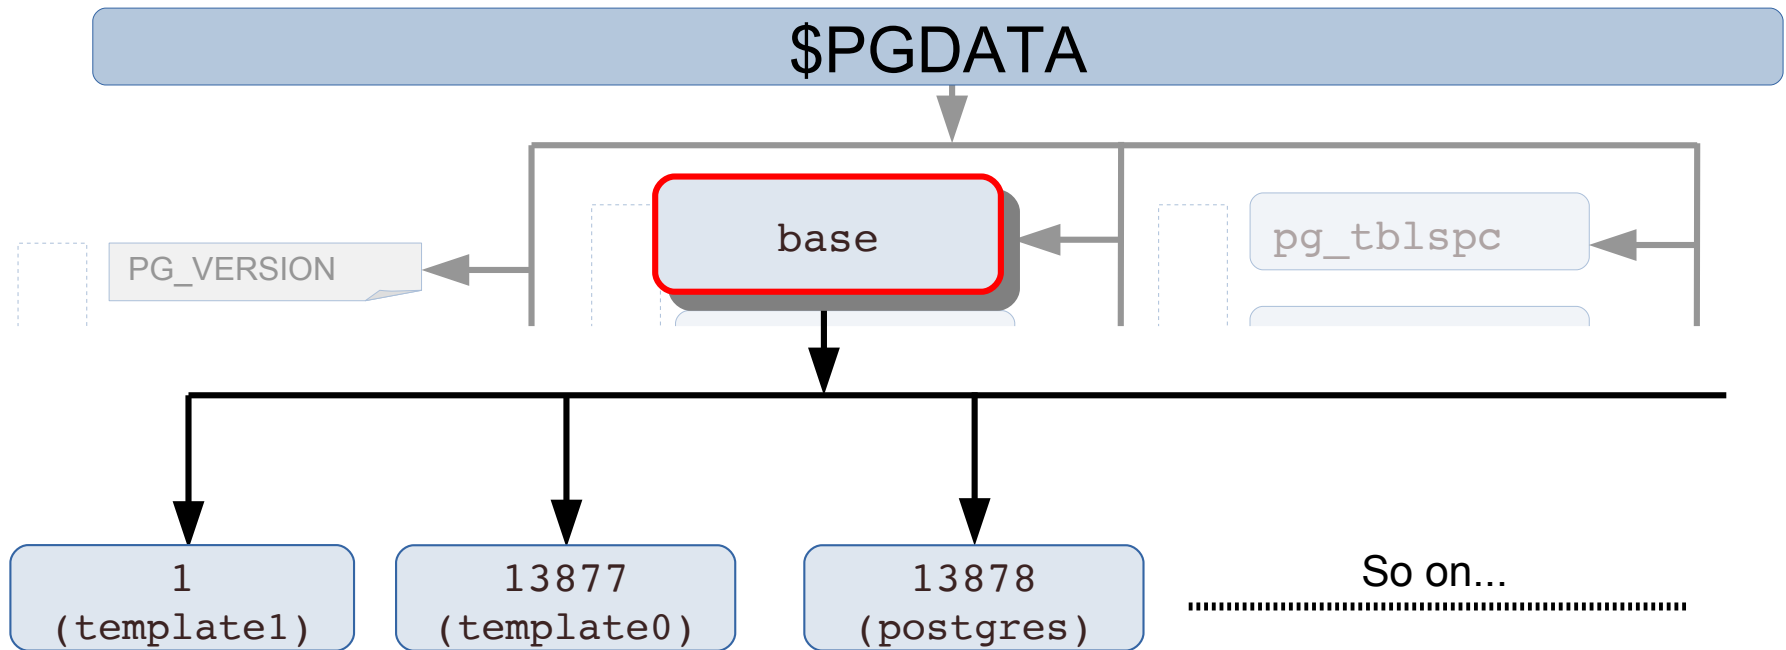 $PGDATA
base
pg_tblspc
PG_VERSION
1
(template1)
13877
(template0)
13878
(postgres)
So on...